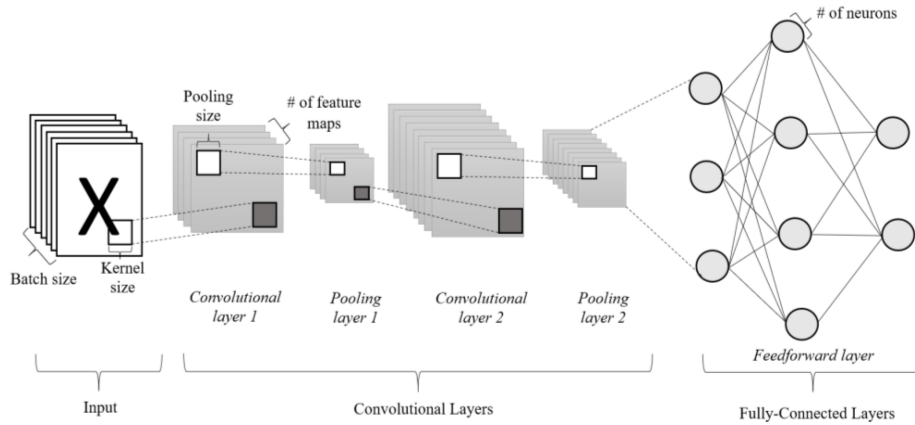 # of neurons
Pooling
size
# of feature
maps
X
Batch size
Kernel
size
Convolutional
layer 1
Pooling
layer 1
Convolutional
layer 2
Pooling
layer 2
Feedforward layer
Input
Convolutional Layers
Fully-Connected Layers